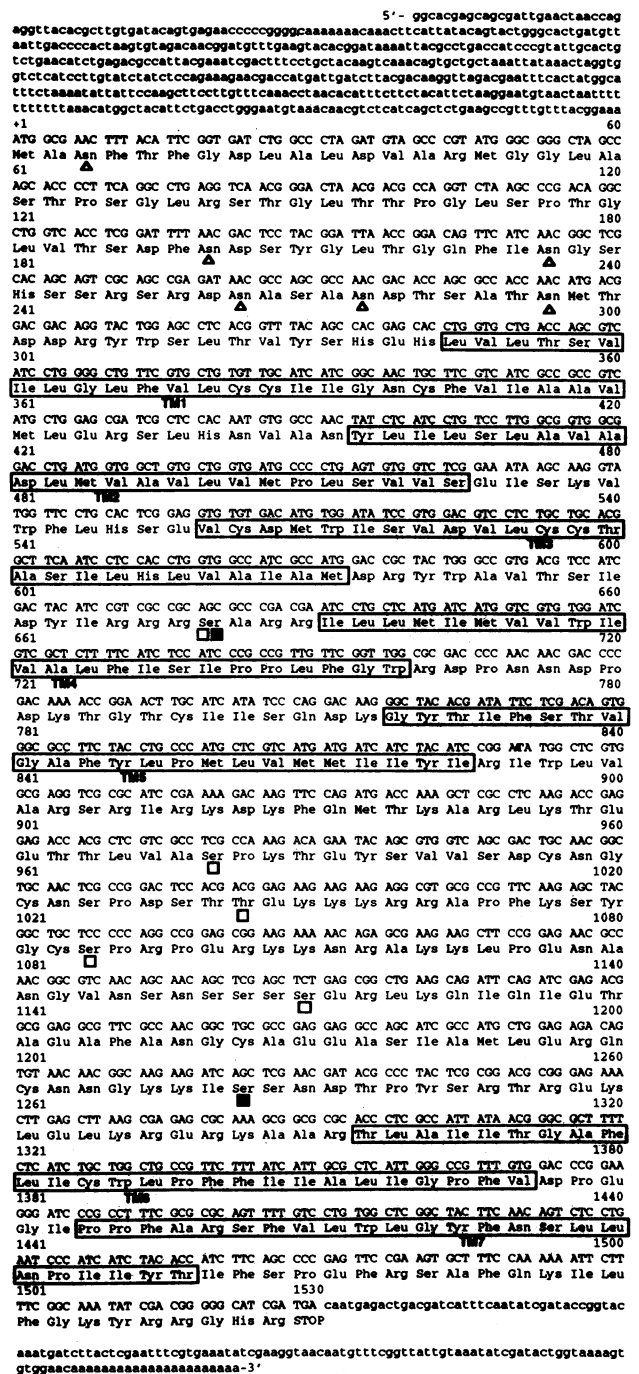 5'- ggcacgagcagcgattgaactaaccag
aggttacacgcttgtgatacagtgagaacccccggggcaaaaaaacaaacttcattatacagtactgggcactgatgtt
aattgaccccactaagtgtagacaacggatgtttgaagtacacggataaaattacgcctgaccatcccgtattgcactg
tctgaacatctgagacgccattacgaaatcgactttcctgctacaagtcaaacagtgctgctaaattataaactaggtg
gtctcatccttgtatctatctccagaaagaacgaccatgattgatcttacgacaaggttagacgaatttcactatggca
tttctaaaatatattccaagcttccttgtttcaaacctaacacatttcttctacattctaaggaatgtaactatttttc
ttttttttaaacatggctacattctgacctgggaatgtaaacaacgtctcatcagctctgaagccgtttgtttacggaaa
+1 60
ATG GCG AAC TTT ACA TTC GGT GAT CTG GCC CTA GAT GTA GCC CGT ATG GGC GGG CTA GCC
Met Ala Asn Phe Thr Phe Gly Asp Leu Ala Leu Asp Val Ala Arg Met Gly Gly Leu Ala
61 120
AGC ACC CCT TCA GGC CTG AGG TCA ACG GGA CTA ACG ACG CCA GGT CTA AGC CCG ACA GGC
Ser Thr Pro Ser Gly Leu Arg Ser Thr Gly Leu Thr Thr Pro Gly Leu Ser Pro Thr Gly
121 180
CTG GTC ACC TCG GAT TTT AAC GAC TCC TAC GGA TTA ACC GGA CAG TTC ATC AAC GGC TCG
Leu Val Thr Ser Asp Phe Asn Asp Ser Tyr Gly Leu Thr Gly Gln Phe Ile Asn Gly Ser
181 240
CAC AGC AGT CGC AGC CGA GAT AAC GCC AGC GCC AAC GAC ACC AGC GCC ACC AAC ATG ACG
His Ser Ser Arg Ser Arg Asp Asn Ala Ser Ala Asn Asp Thr Ser Ala Thr Asn Met Thr
241 300
GAC GAC AGG TAC TGG AGC CTC ACG GTT TAC AGC CAC GAG CAC CTG GTG CTG ACC AGC GTC
Asp Asp Arg Tyr Trp Ser Leu Thr Val Tyr Ser His Glu His Leu Val Leu Thr Ser Val
301 360
ATC CTG GGG CTG TTC GTG CTG TGT TGC ATC ATC GGC AAC TGC TTC GTC ATC GCC GCC GTC
Ile Leu Gly Leu Phe Val Leu Cys Cys Ile Ile Gly Asn Cys Phe Val Ile Ala Ala Val
361 TM1 420
ATG CTG GAG CGA TCG CTC CAC AAT GTG GCC AAC TAT CTC ATC CTG TCC TTG GCG GTG GCG
Met Leu Glu Arg Ser Leu His Asn Val Ala Asn Tyr Leu Ile Leu Ser Leu Ala Val Ala
421 480
GAC CTG ATG GTG GCT GTG CTG GTG ATG CCC CTG AGT GTG GTC TCG GAA ATA AGC AAG GTA
Asp Leu Met Val Ala Val Leu Val Met Pro Leu Ser Val Val Ser Glu Ile Ser Lys Val
481 TM2 540
TGG TTC CTG CAC TCG GAG GTG TGT GAC ATG TGG ATA TCC GTG GAC GTC CTC TGC TGC ACG
Trp Phe Leu His Ser Glu Val Cys Asp Met Trp Ile Ser Val Asp Val Leu Cys Cys Thr
541 TM3 600
GCT TCA ATC CTC CAC CTG GTG GCC ATC GCC ATG GAC CGC TAC TGG GCC GTG ACG TCC ATC
Ala Ser Ile Leu His Leu Val Ala Ile Ala Met Asp Arg Tyr Trp Ala Val Thr Ser Ile
601 660
GAC TAC ATC CGT CGC CGC AGC GCC CGA CGA ATC CTG CTC ATG ATC ATG GTC GTG TGG ATC
Asp Tyr Ile Arg Arg Arg Ser Ala Arg Arg Ile Leu Leu Met Ile Met Val Val Trp Ile
661 720
GTC GCT CTT TTC ATC TCC ATC CCG CCG TTG TTC GGT TGG CGC GAC CCC AAC AAC GAC CCC
Val Ala Leu Phe Ile Ser Ile Pro Pro Leu Phe Gly Trp Arg Asp Pro Asn Asn Asp Pro
721 TM4 780
GAC AAA ACC GGA ACT TGC ATC ATA TCC CAG GAC AAG GGC TAC ACG ATA TTC TCG ACA GTG
Asp Lys Thr Gly Thr Cys Ile Ile Ser Gln Asp Lys Gly Tyr Thr Ile Phe Ser Thr Val
781 840
GGC GCC TTC TAC CTG CCC ATG CTC GTC ATG ATG ATC ATC TAC ATC CGG ATA TGG CTC GTG
Gly Ala Phe Tyr Leu Pro Met Leu Val Met Met Ile Ile Tyr Ile Arg Ile Trp Leu Val
841 TM5 900
GCG AGG TCG CGC ATC CGA AAA GAC AAG TTC CAG ATG ACC AAA GCT CGC CTC AAG ACC GAG
Ala Arg Ser Arg Ile Arg Lys Asp Lys Phe Gln Met Thr Lys Ala Arg Leu Lys Thr Glu
901 960
GAG ACC ACG CTC GTC GCC TCG CCA AAG ACA GAA TAC AGC GTG GTC AGC GAC TGC AAC GGC
Glu Thr Thr Leu Val Ala Ser Pro Lys Thr Glu Tyr Ser Val Val Ser Asp Cys Asn Gly
961 1020
TGC AAC TCG CCG GAC TCC ACG ACG GAG AAG AAG AAG AGG CGT GCG CCG TTC AAG AGC TAC
Cys Asn Ser Pro Asp Ser Thr Thr Glu Lys Lys Lys Arg Arg Ala Pro Phe Lys Ser Tyr
1021 1080
GGC TGC TCC CCC AGG CCG GAG CGG AAG AAA AAC AGA GCG AAG AAG CTT CCG GAG AAC GCC
Gly Cys Ser Pro Arg Pro Glu Arg Lys Lys Asn Arg Ala Lys Lys Leu Pro Glu Asn Ala
1081 1140
AAC GGC GTC AAC AGC AAC AGC TCG AGC TCT GAG CGG CTG AAG CAG ATT CAG ATC GAG ACG
Asn Gly Val Asn Ser Asn Ser Ser Ser Ser Glu Arg Leu Lys Gln Ile Gln Ile Glu Thr
1141 1200
GCG GAG GCG TTC GCC AAC GGC TGC GCC GAG GAG GCC AGC ATC GCC ATG CTG GAG AGA CAG
Ala Glu Ala Phe Ala Asn Gly Cys Ala Glu Glu Ala Ser Ile Ala Met Leu Glu Arg Gln
1201 1260
TGT AAC AAC GGC AAG AAG ATC AGC TCG AAC GAT ACG CCC TAC TCG CGG ACG CGG GAG AAA
Cys Asn Asn Gly Lys Lys Ile Ser Ser Asn Asp Thr Pro Tyr Ser Arg Thr Arg Glu Lys
1261 1320
CTT GAG CTT AAG CGA GAG CGC AAA GCG GCG CGC ACC CTC GCC ATT ATA ACG GGC GCT TTT
Leu Glu Leu Lys Arg Glu Arg Lys Ala Ala Arg Thr Leu Ala Ile Ile Thr Gly Ala Phe
1321 1380
CTC ATC TGC TGG CTG CCG TTC TTT ATC ATT GCG CTC ATT GGG CCG TTT GTG GAC CCG GAA
Leu Ile Cys Trp Leu Pro Phe Phe Ile Ile Ala Leu Ile Gly Pro Phe Val Asp Pro Glu
1381 TM6 1440
GGG ATC CCG CCT TTC GCG CGC AGT TTT GTC CTG TGG CTC GGC TAC TTC AAC AGT CTC CTG
Gly Ile Pro Pro Phe Ala Arg Ser Phe Val Leu Trp Leu Gly Tyr Phe Asn Ser Leu Leu
1441 TM7 1500
AAT CCC ATC ATC TAC ACC ATC TTC AGC CCC GAG TTC CGA AGT GCT TTC CAA AAA ATT CTT
Asn Pro Ile Ile Tyr Thr Ile Phe Ser Pro Glu Phe Arg Ser Ala Phe Gln Lys Ile Leu
1501 1530
TTC GGC AAA TAT CGA CGG GGG CAT CGA TGA caatgagactgacgatcatttcaatatcgataccggtac
Phe Gly Lys Tyr Arg Arg Gly His Arg STOP
aaatgatcttactcgaatttcgtgaaatatcgaaggtaacaatgtttcggttattgtaaatatcgatactggtaaaagt
gtggaacaaaaaaaaaaaaaaaaaaaaaa-3'